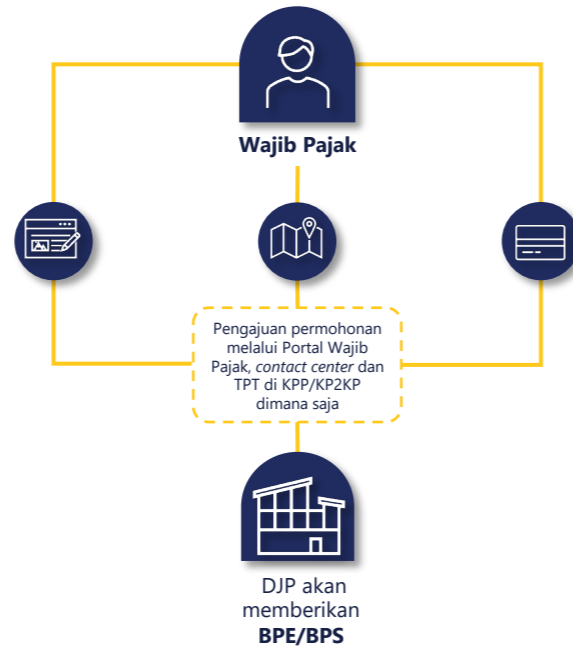 Wajib Pajak
Pengajuan permohonan
melalui Portal Wajib
Pajak, contact center dan
TPT di KPP/KP2KP
dimana saja
DJP akan
memberikan
BPE/BPS